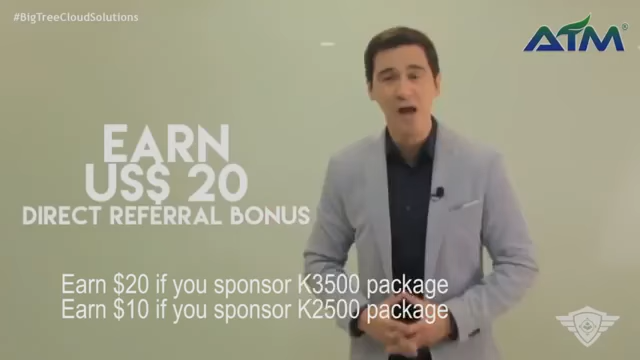 #BigTreeCloudSolutions
ATM®
EARN
US$ 20
DIRECT REFERRAL BONUS
Earn $20 if you sponsor K3500 package
Earn $10 if you sponsor K2500 package